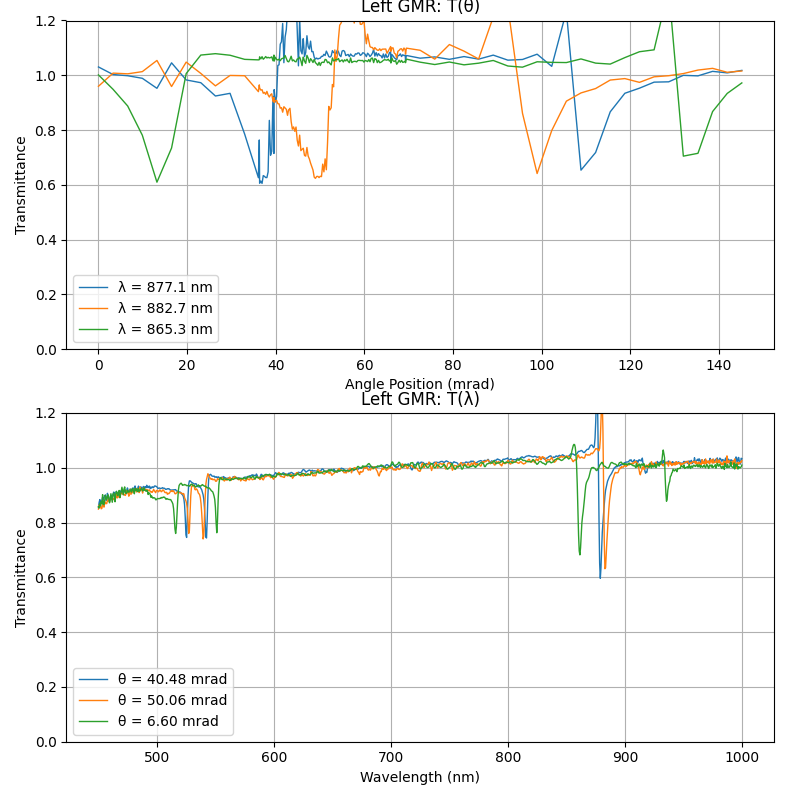 Left GMR: T(θ)
1.2
1.0
0.8
0.6
0.4
0.2
0.0
Transmittance
λ = 877.1 nm
λ = 882.7 nm
λ = 865.3 nm
0 20 40 60 80 100 120 140
Angle Position (mrad)
Left GMR: T(λ)
1.2
1.0
0.8
0.6
0.4
0.2
0.0
Transmittance
θ = 40.48 mrad
θ = 50.06 mrad
θ = 6.60 mrad
500 600 700 800 900 1000
Wavelength (nm)